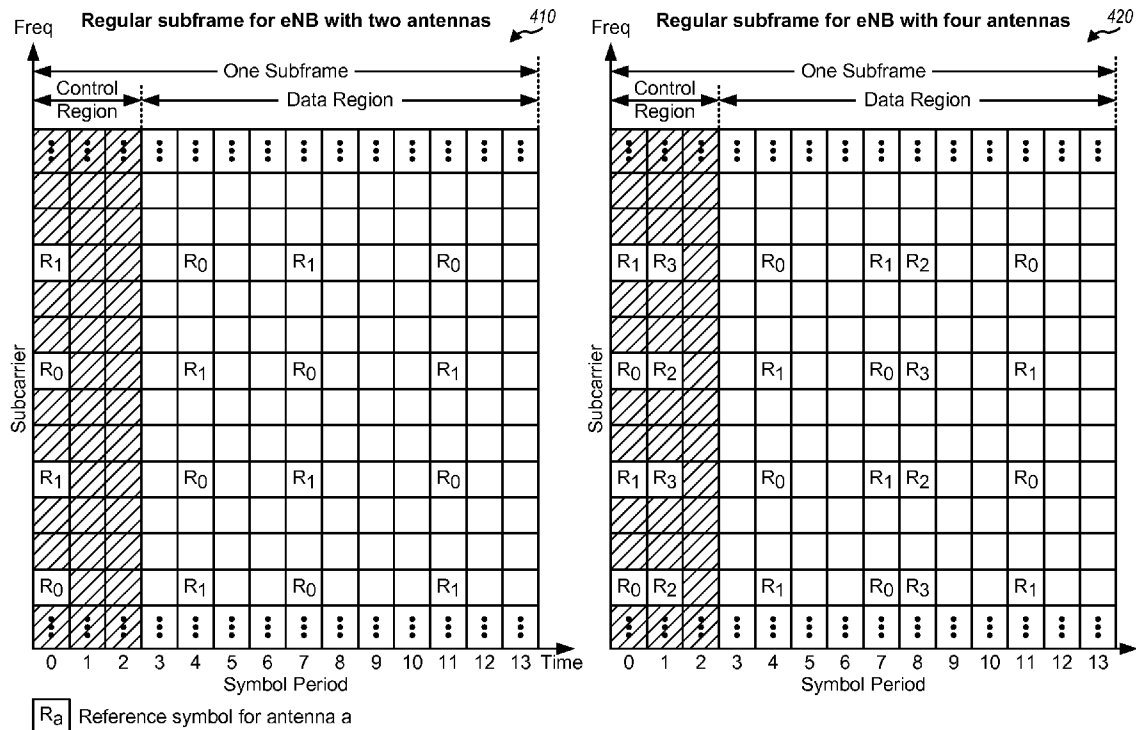 Regular subframe for eNB with two antennas
410
Freq
One Subframe
Control Region
Data Region
R1 R0 R1 R0
R0 R1 R0 R1
R1 R0 R1 R0
R0 R1 R0 R1
Subcarrier
0 1 2 3 4 5 6 7 8 9 10 11 12 13 Time
Symbol Period
Ra Reference symbol for antenna a
Regular subframe for eNB with four antennas
420
Freq
One Subframe
Control Region
Data Region
R1 R3 R0 R1 R2 R0
R0 R2 R1 R0 R3 R1
R1 R3 R0 R1 R2 R0
R0 R2 R1 R0 R3 R1
Subcarrier
0 1 2 3 4 5 6 7 8 9 10 11 12 13
Symbol Period